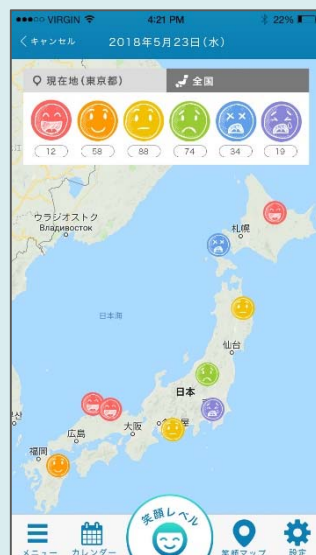 VIRGIN 4:21 PM 22%
キャンセル 2018年5月23日(水)
現在地(東京都) 全国
12 58 88 74 34 19
ウラジオストク
Владивосток
札幌
日本海
仙台
日本
広島 大阪 屋
福岡
笑顔レベル
メニュー カレンダー 笑顔マップ 設定